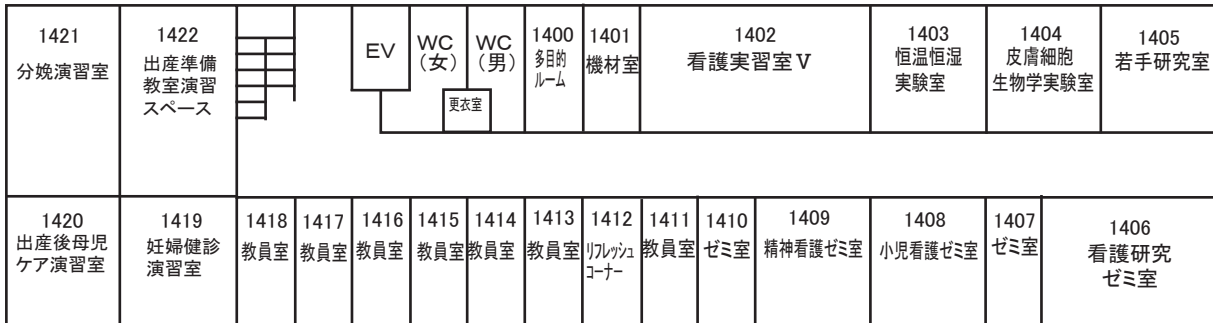 1421
分娩演習室
1422
出産準備
教室演習
スペース
EV
WC
（女）
WC
（男）
更衣室
1400
多目的
ルーム
1401
機材室
1402
看護実習室Ⅴ
1403
恒温恒湿
実験室
1404
皮膚細胞
生物学実験室
1405
若手研究室
1420
出産後母児
ケア演習室
1419
妊婦健診
演習室
1418
教員室
1417
教員室
1416
教員室
1415
教員室
1414
教員室
1413
教員室
1412
リフレッシュ
コーナー
1411
教員室
1410
ゼミ室
1409
精神看護ゼミ室
1408
小児看護ゼミ室
1407
ゼミ室
1406
看護研究
ゼミ室